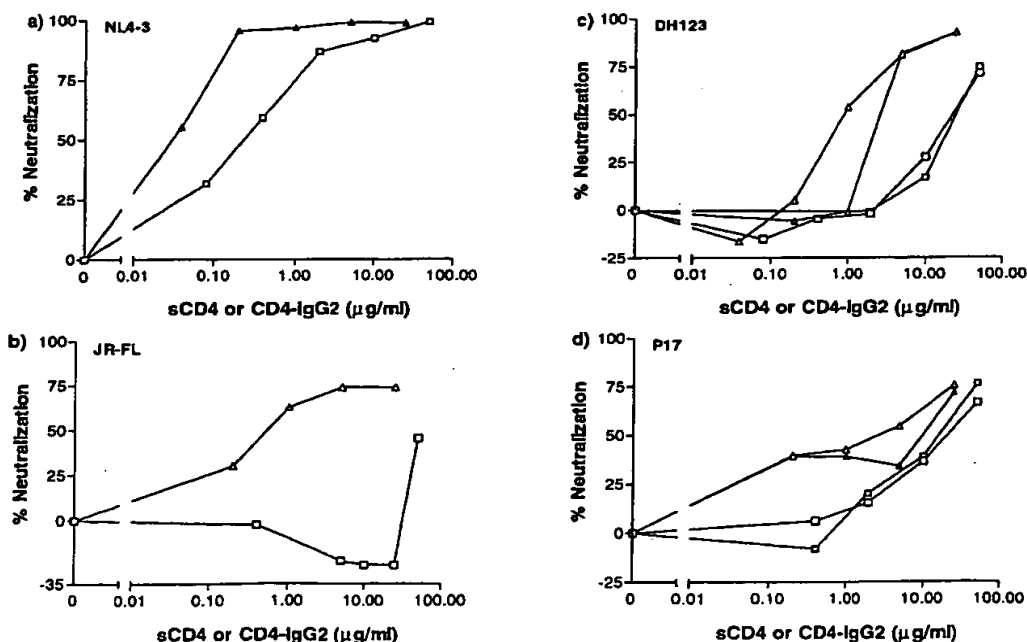 a) NL4-3
% Neutralization
100
75
50
25
0
0 0.01 0.10 1.00 10.00 100.00
sCD4 or CD4-IgG2 (μg/ml)
c) DH123
% Neutralization
100
75
50
25
0
-25
0 0.01 0.10 1.00 10.00 100.00
sCD4 or CD4-IgG2 (μg/ml)
b) JR-FL
% Neutralization
100
75
50
25
0
-35
0 0.01 0.10 1.00 10.00 100.00
sCD4 or CD4-IgG2 (μg/ml)
d) P17
% Neutralization
100
75
50
25
0
-25
0 0.01 0.10 1.00 10.00 100.00
sCD4 or CD4-IgG2 (μg/ml)